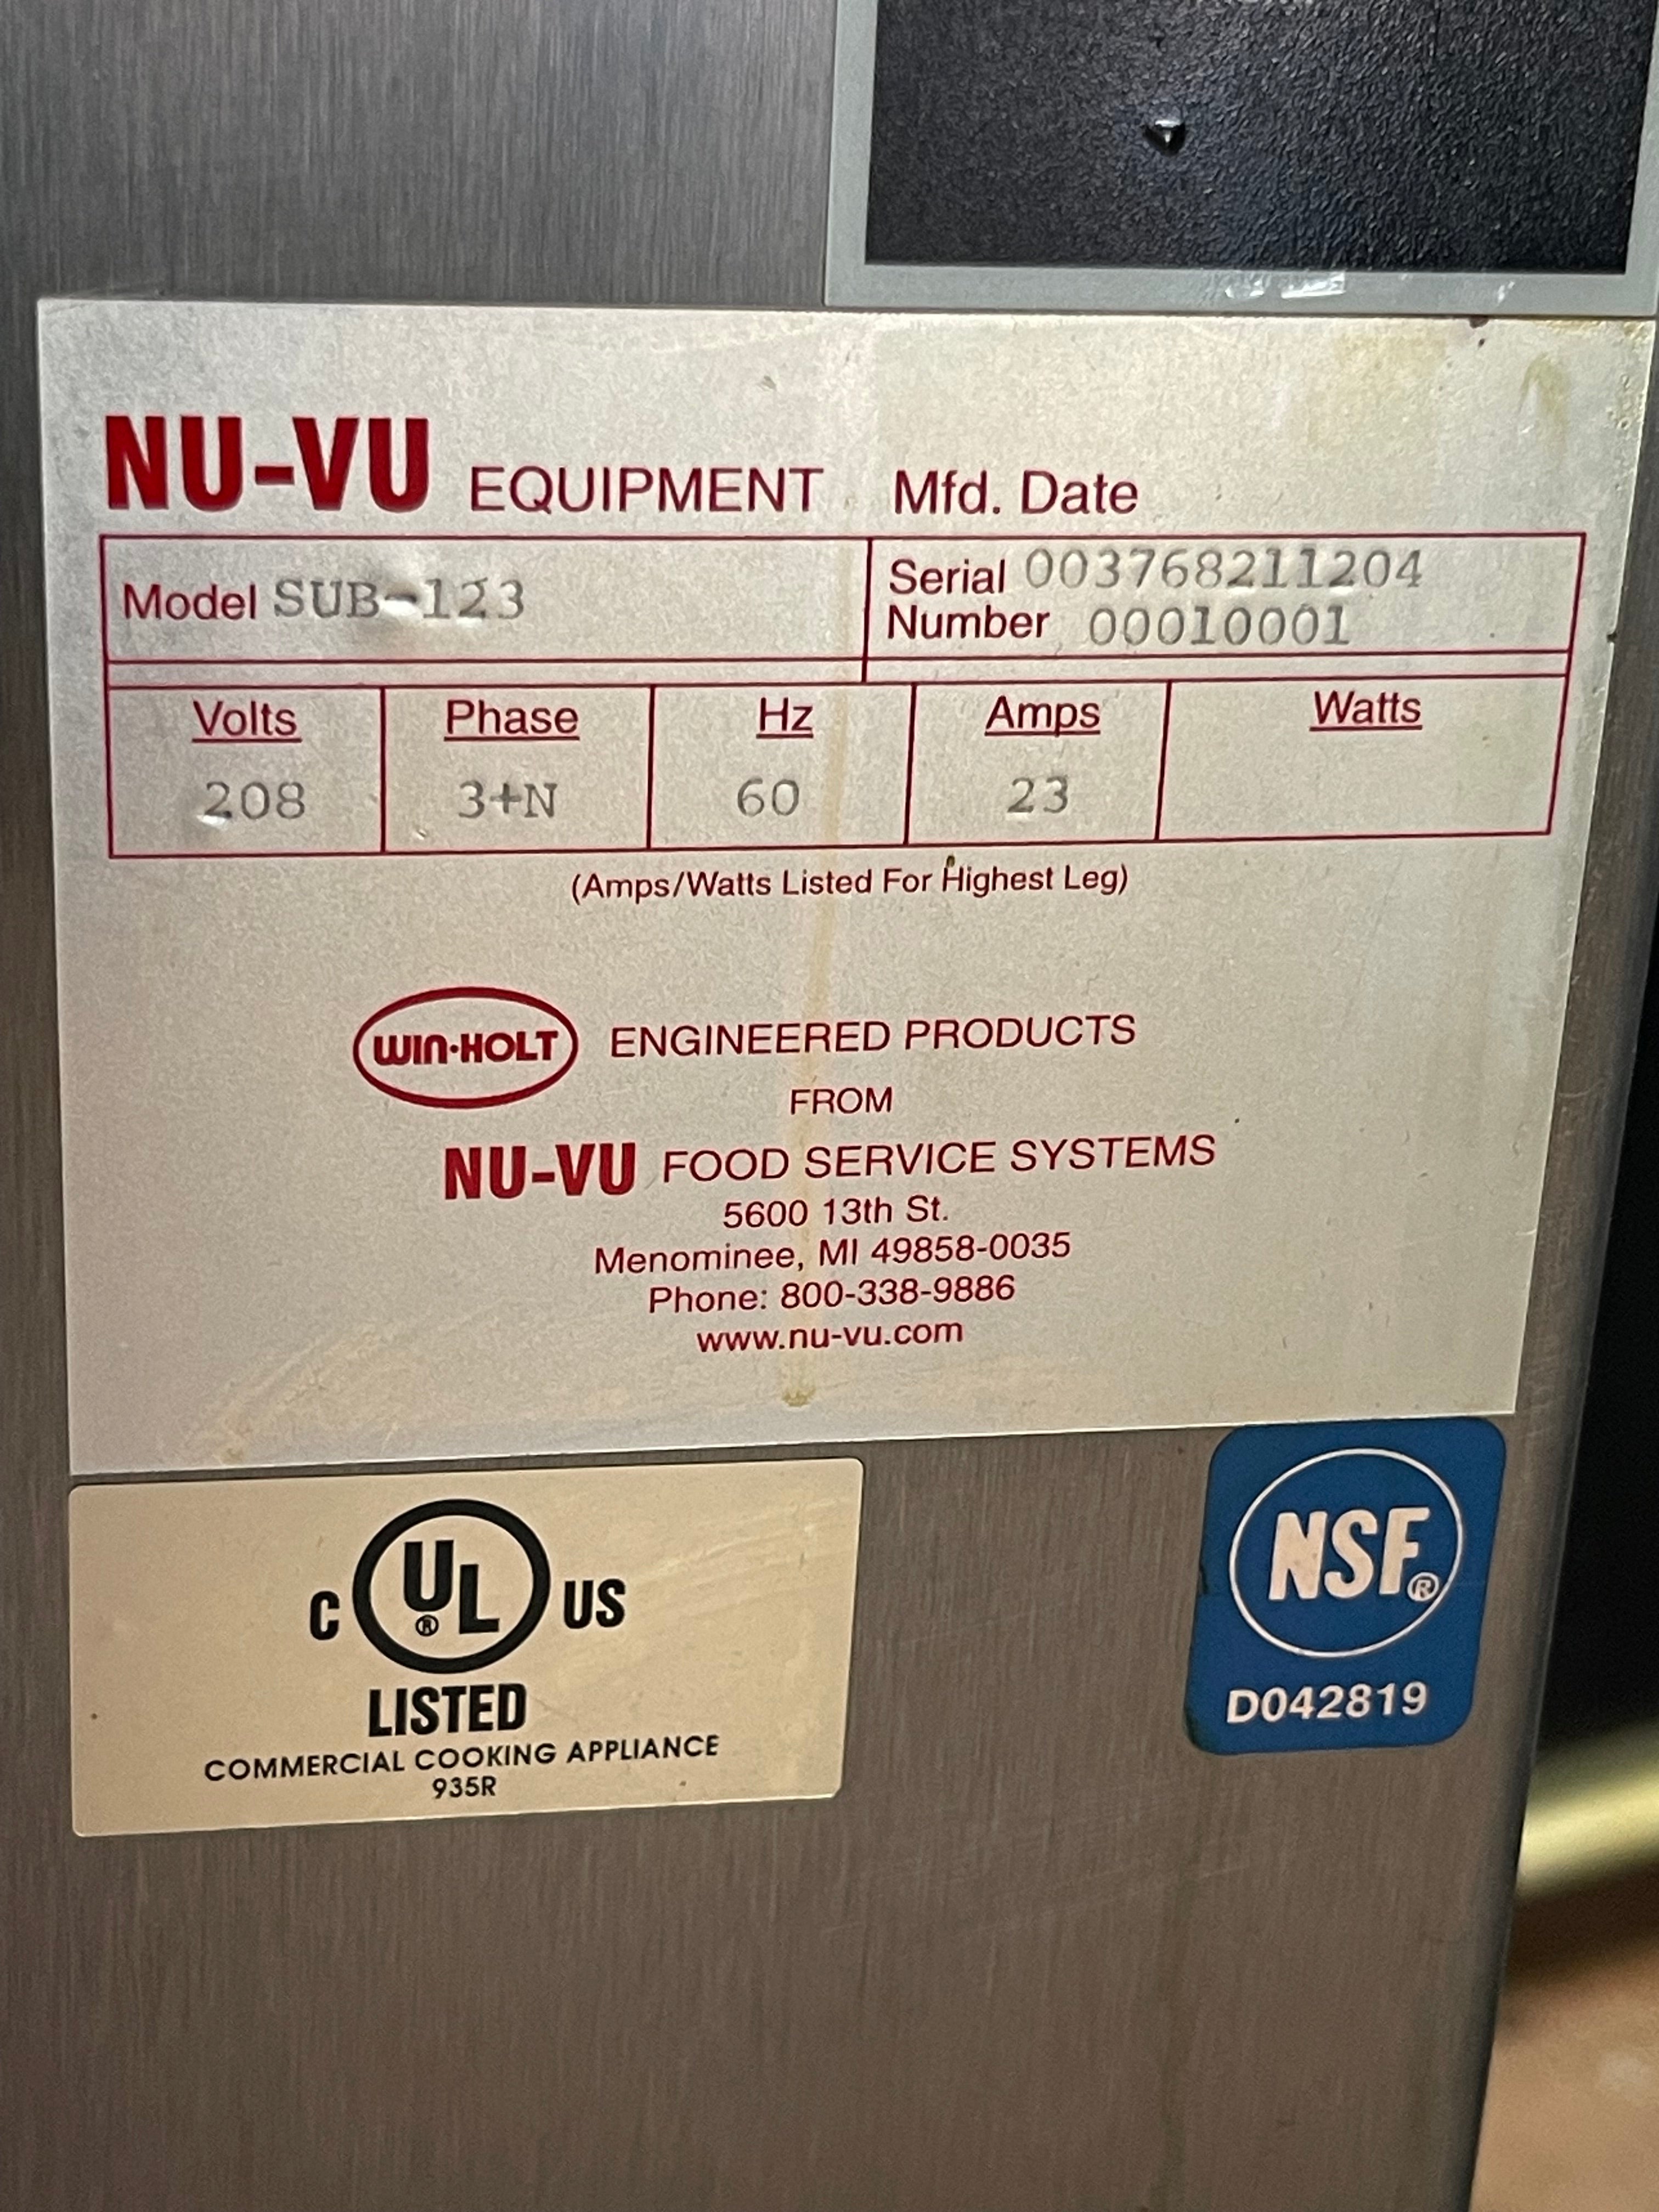 NU-VU EQUIPMENT Mfd. Date
Model SUB-123
Serial 003768211204
Number 00010001
Volts Phase Hz Amps Watts
208 3+N 60 23
(Amps/Watts Listed For Highest Leg)
WIN·HOLT ENGINEERED PRODUCTS
FROM
NU-VU FOOD SERVICE SYSTEMS
5600 13th St.
Menominee, MI 49858-0035
Phone: 800-338-9886
www.nu-vu.com
C UL® US
LISTED
COMMERCIAL COOKING APPLIANCE
935R
NSF®
D042819